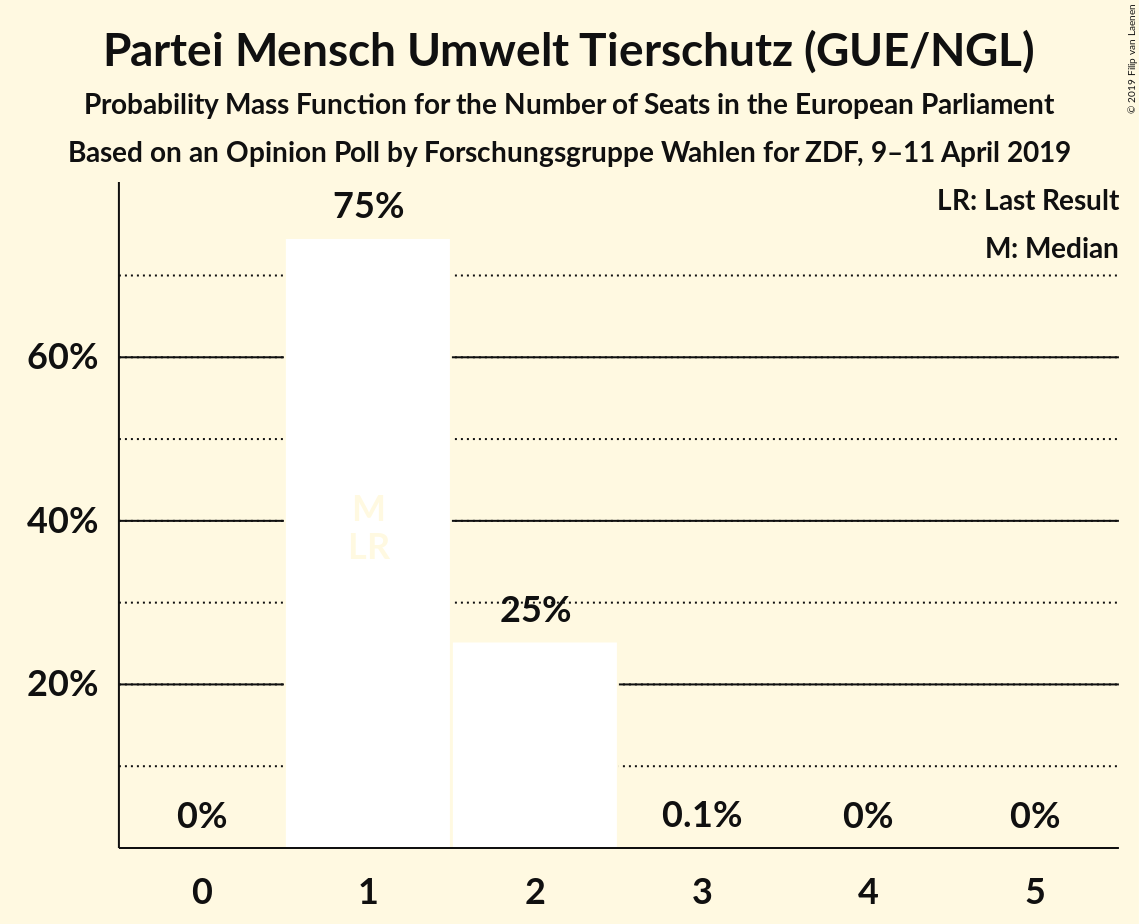 Partei Mensch Umwelt Tierschutz (GUE/NGL)
Probability Mass Function for the Number of Seats in the European Parliament
Based on an Opinion Poll by Forschungsgruppe Wahlen for ZDF, 9–11 April 2019
© 2019 Filip van Laenen
LR: Last Result
M: Median
75%
60%
40%
20%
M
LR
25%
0%
0.1%
0%
0%
0 1 2 3 4 5